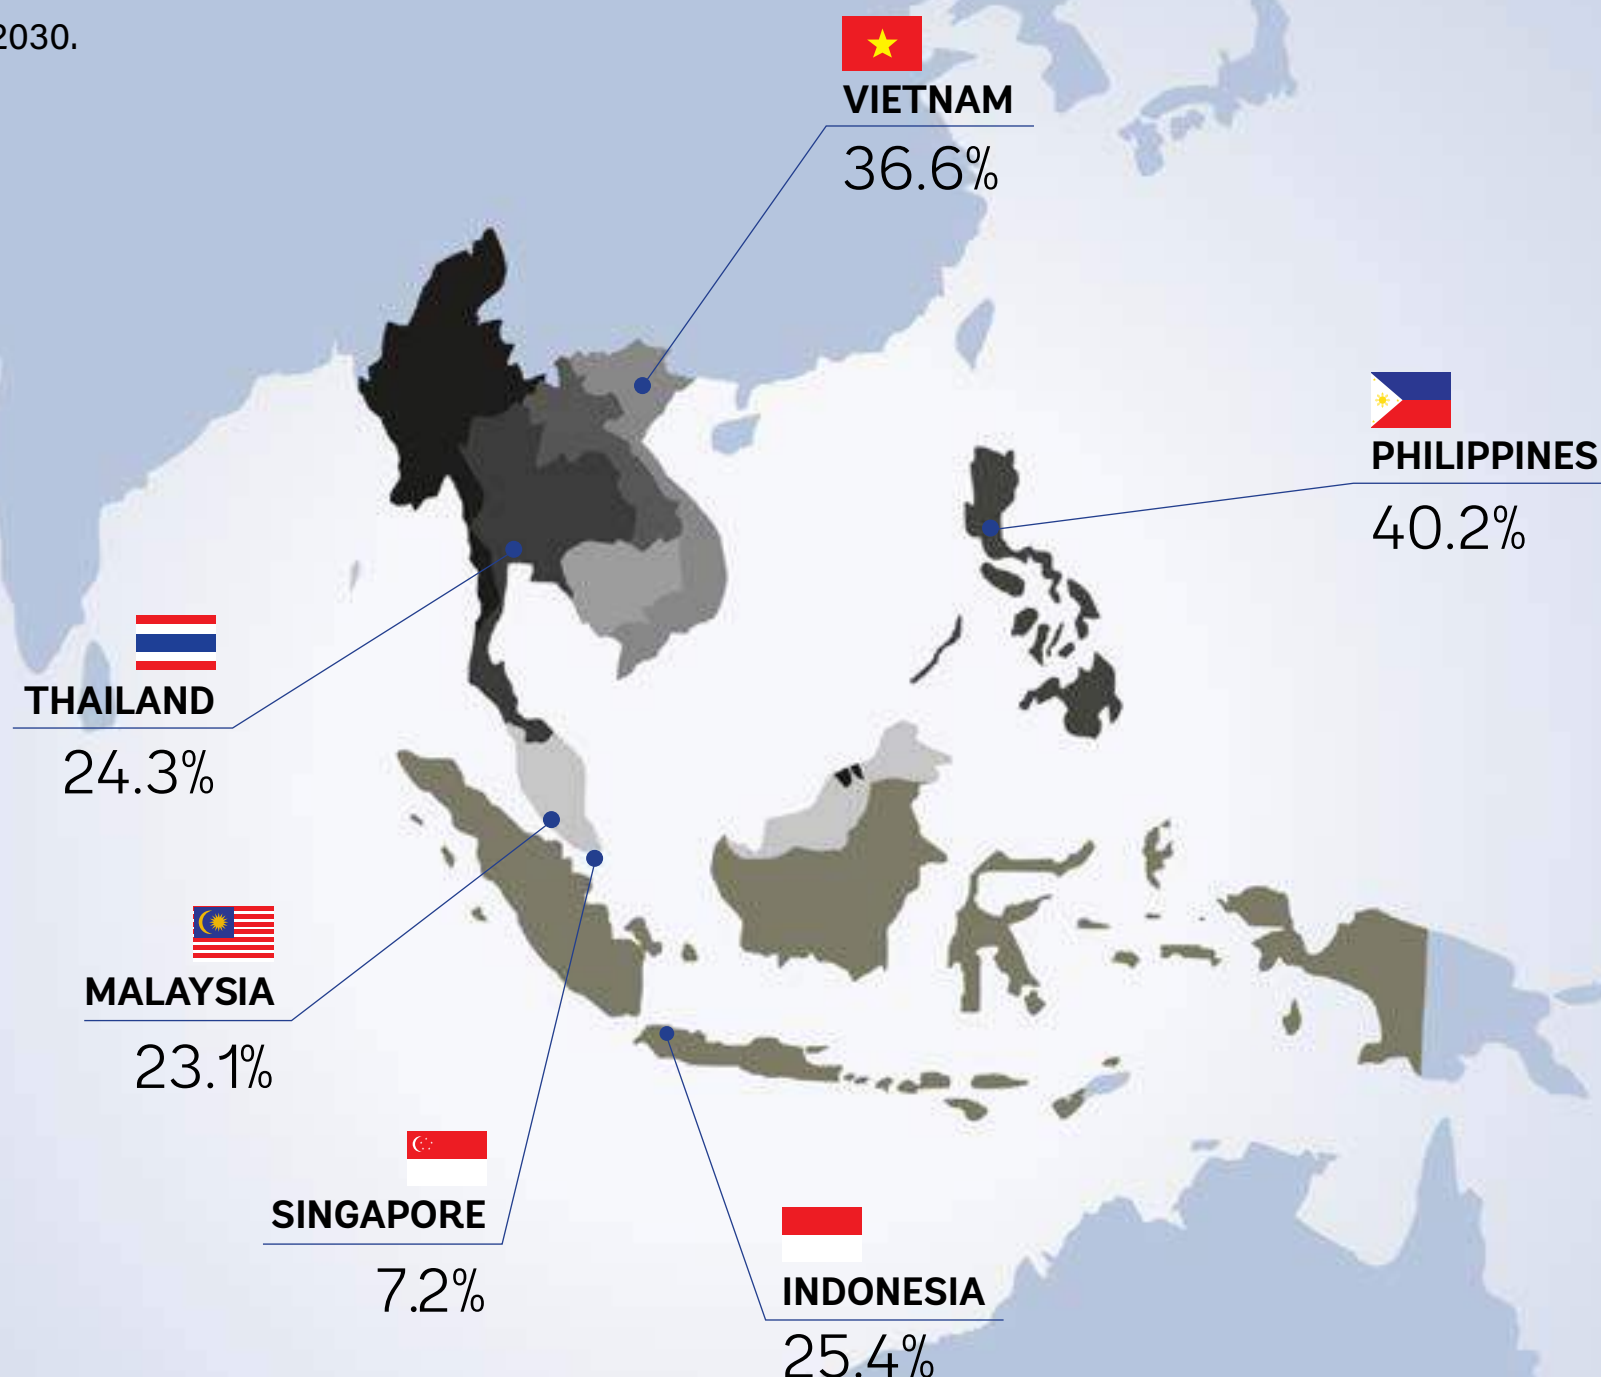 2030.
VIETNAM
36.6%
PHILIPPINES
40.2%
THAILAND
24.3%
MALAYSIA
23.1%
SINGAPORE
7.2%
INDONESIA
25.4%